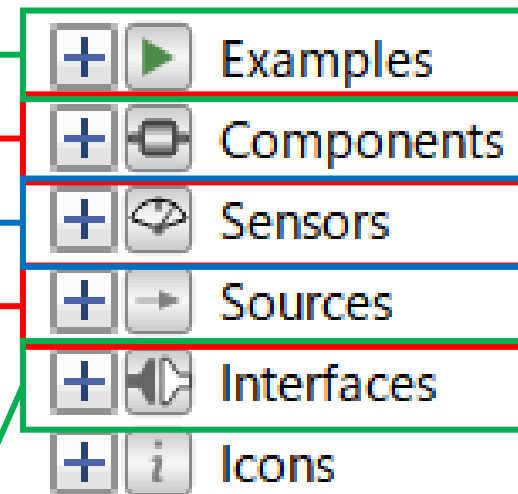 Examples
Components
Sensors
Sources
Interfaces
Icons